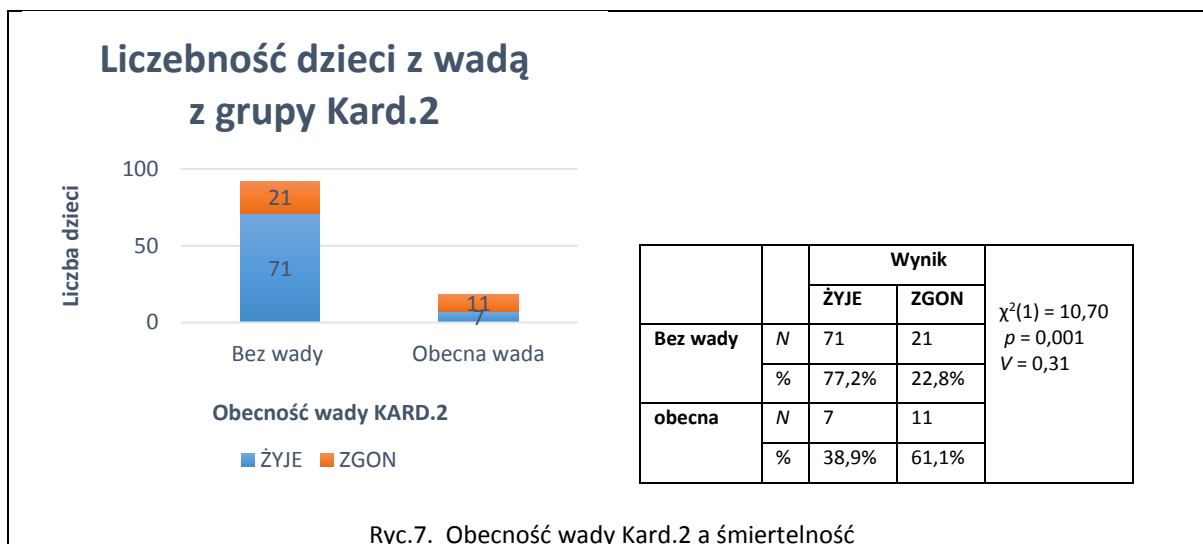 Liczebność dzieci z wadą
z grupy Kard.2
Liczba dzieci
100
50
0
21
71
11
7
Bez wady
Obecna wada
Obecność wady KARD.2
ŻYJE ZGON
Wynik
ŻYJE ZGON
Bez wady N 71 21
% 77,2% 22,8%
obecna N 7 11
% 38,9% 61,1%
χ²(1) = 10,70
p = 0,001
V = 0,31
Ryc.7. Obecność wady Kard.2 a śmiertelność